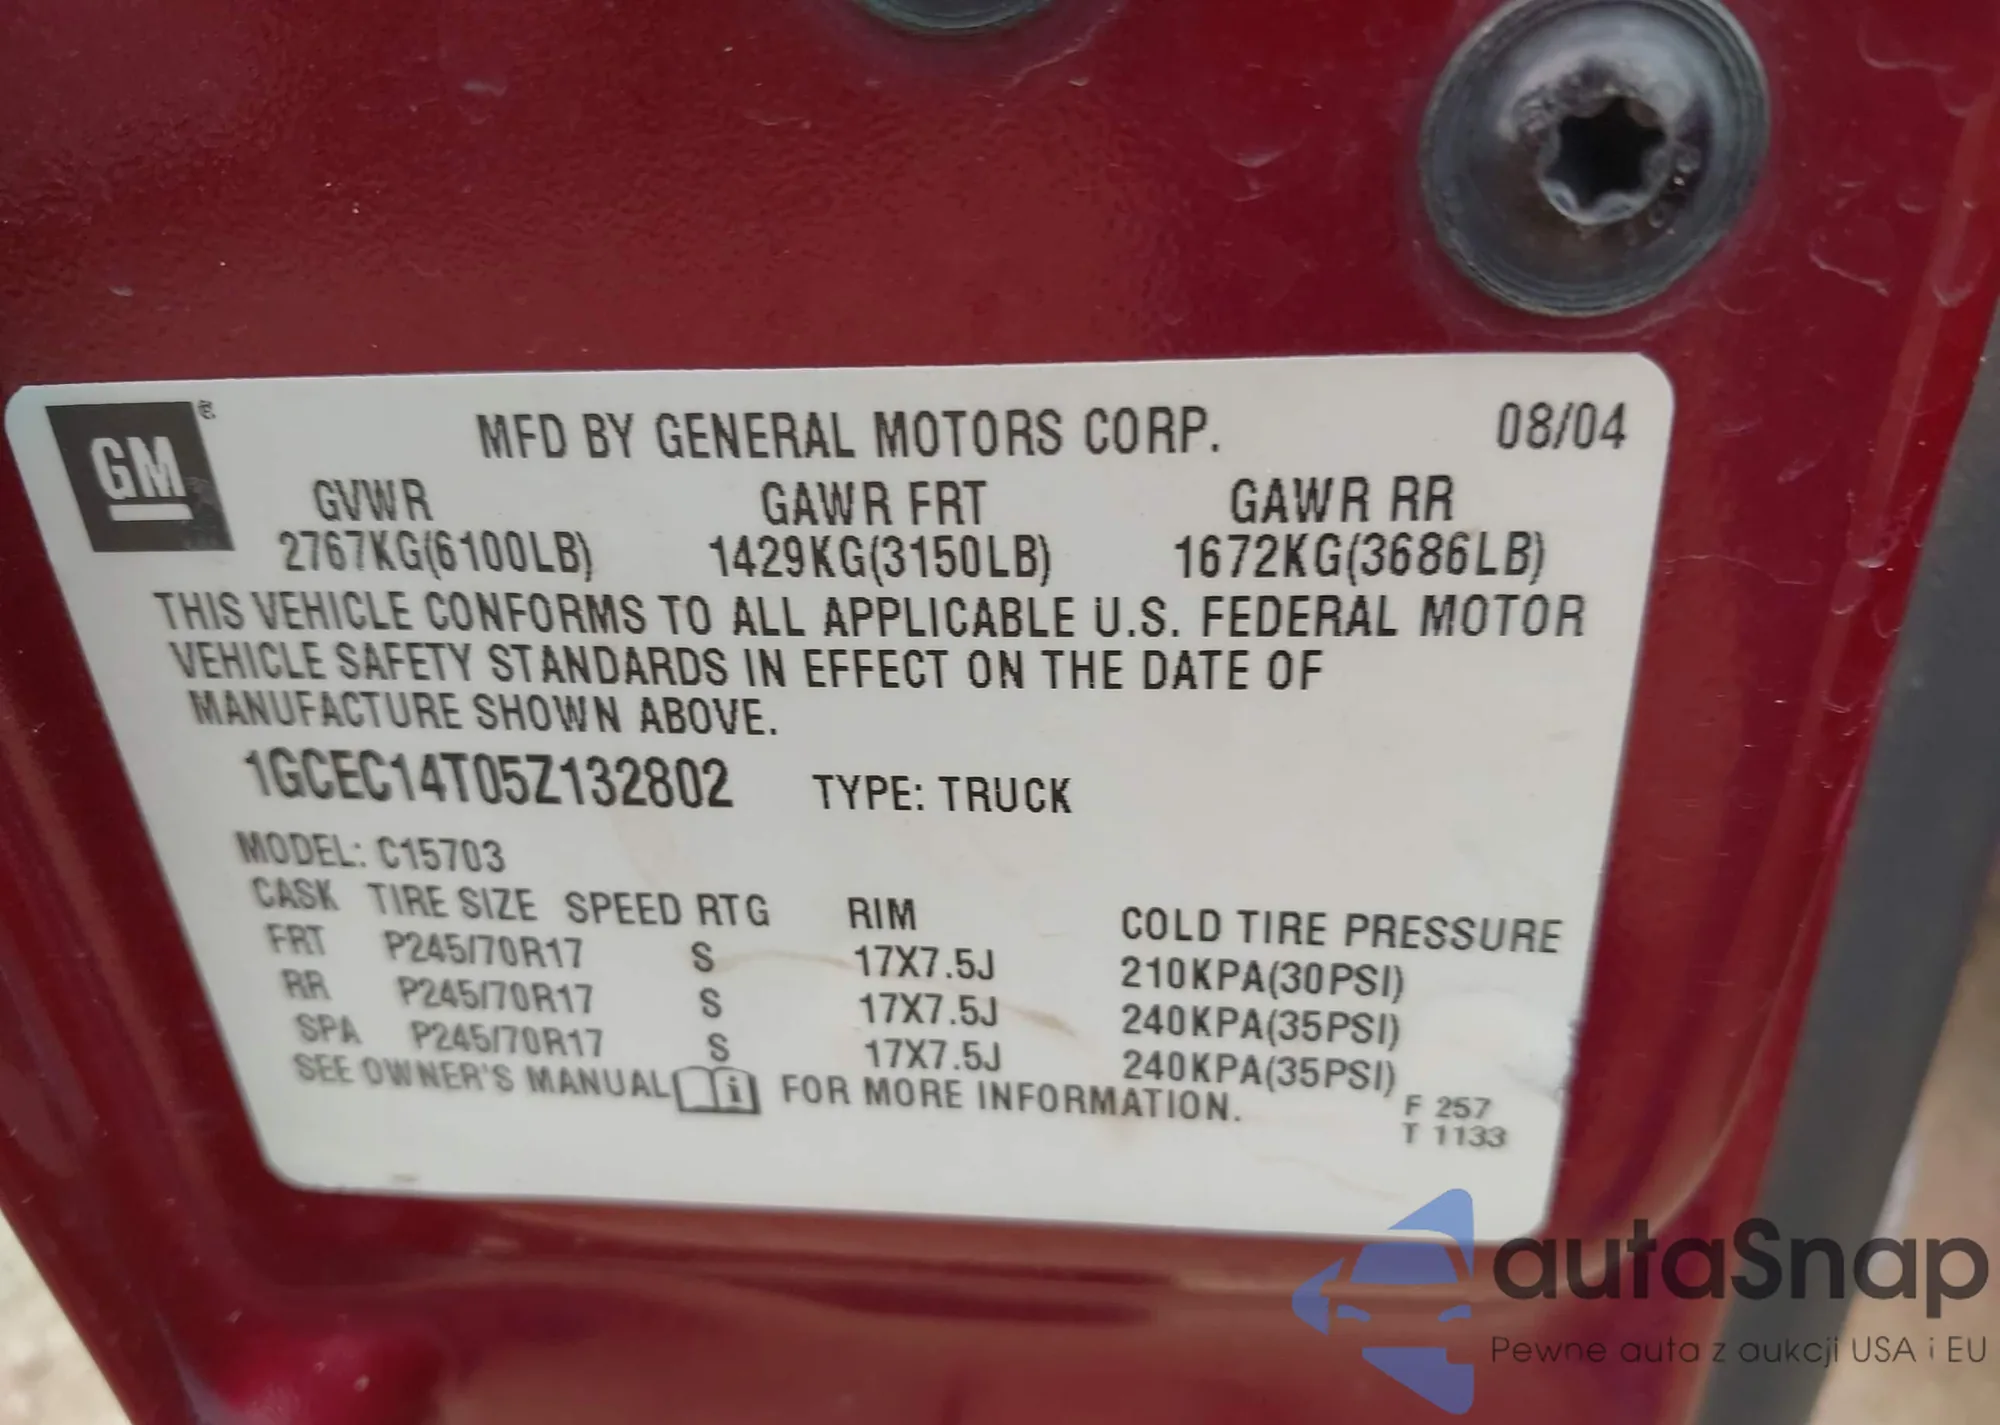 GM
®
MFD BY GENERAL MOTORS CORP. 08/04
GVWR GAWR FRT GAWR RR
2767KG(6100LB) 1429KG(3150LB) 1672KG(3686LB)
THIS VEHICLE CONFORMS TO ALL APPLICABLE U.S. FEDERAL MOTOR
VEHICLE SAFETY STANDARDS IN EFFECT ON THE DATE OF
MANUFACTURE SHOWN ABOVE.
1GCEC14T05Z132802 TYPE: TRUCK
MODEL: C15703
CASK TIRE SIZE SPEED RTG RIM COLD TIRE PRESSURE
FRT P245/70R17 S 17X7.5J 210KPA(30PSI)
RR P245/70R17 S 17X7.5J 240KPA(35PSI)
SPA P245/70R17 S 17X7.5J 240KPA(35PSI)
SEE OWNER'S MANUAL i FOR MORE INFORMATION.
F 257
T 1133
autaSnap
Pewne auta z aukcji USA i EU